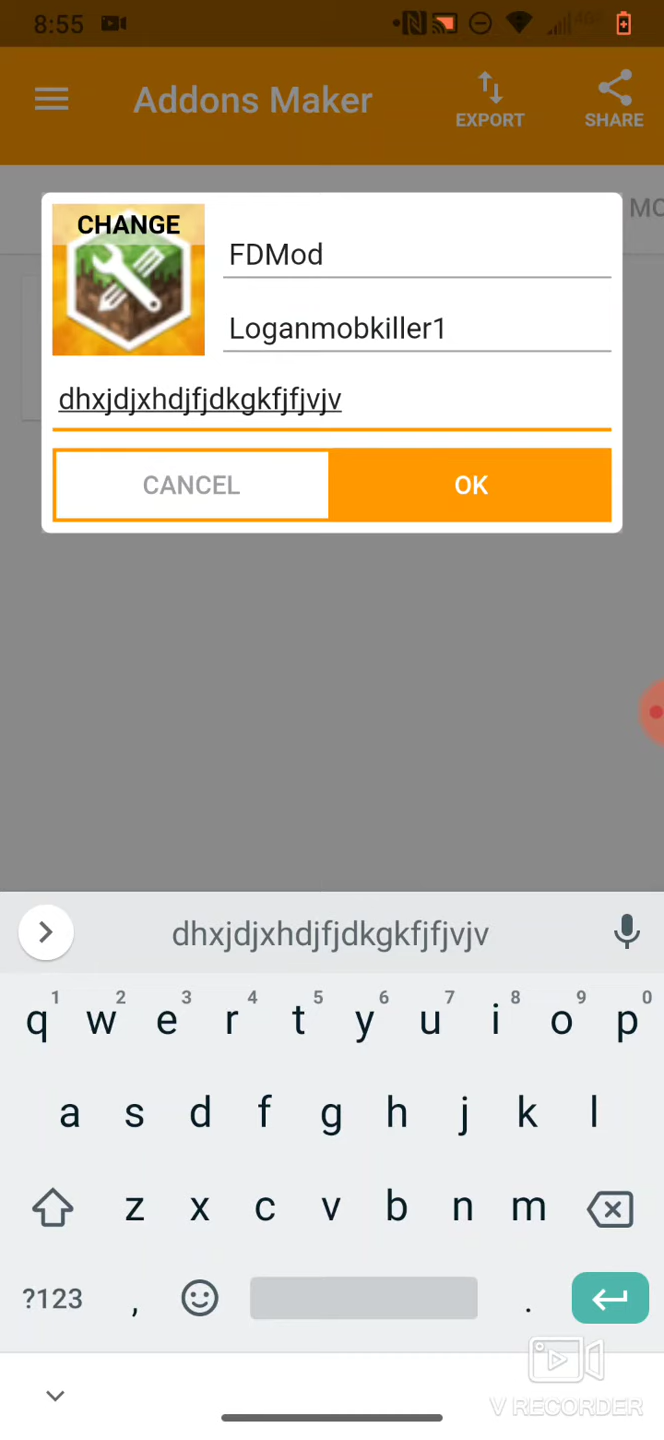 8:55
4G
Addons Maker
EXPORT
SHARE
MO
CHANGE
FDMod
Loganmobkiller1
dhxjdjxhdjfjdkgkfjfjvjv
CANCEL
OK
dhxjdjxhdjfjdkgkfjfjvjv
1 2 3 4 5 6 7 8 9 0
q w e r t y u i o p
a s d f g h j k l
z x c v b n m
?123 , .
V RECORDER